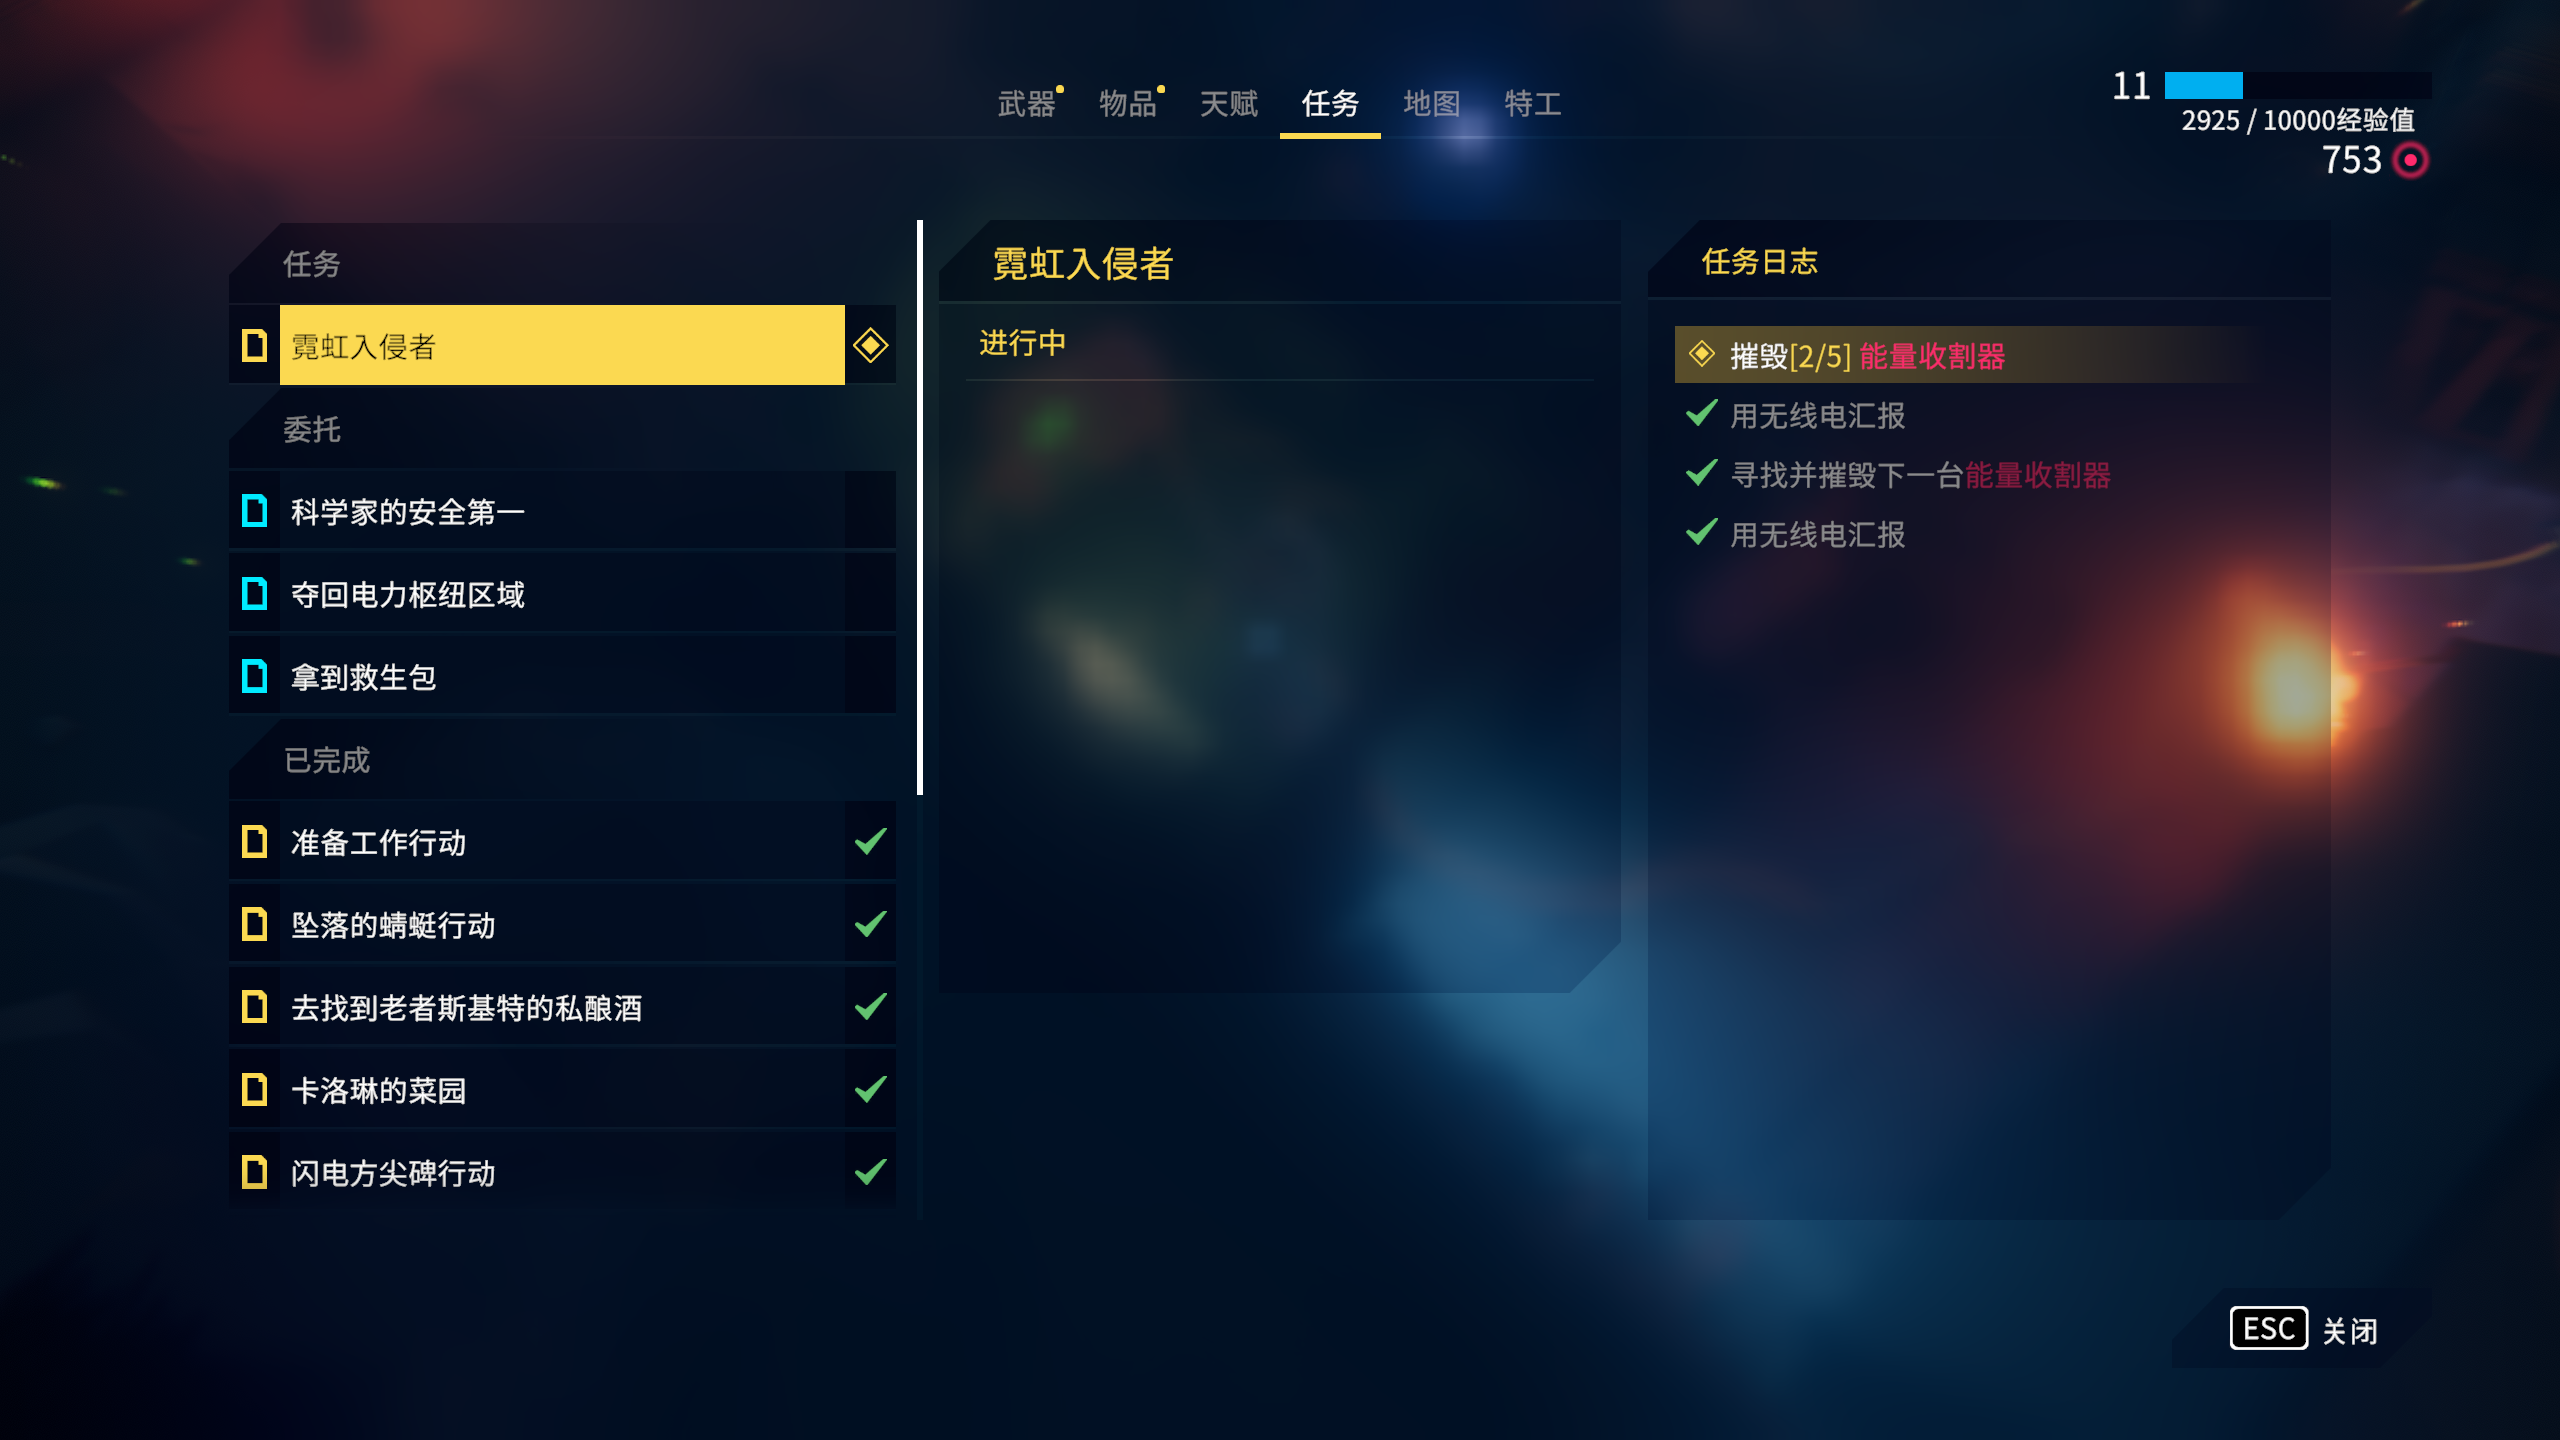 武器 物品 天赋 任务 地图 特工
11
2925 / 10000经验值
753
任务
霓虹入侵者
委托
科学家的安全第一
夺回电力枢纽区域
拿到救生包
已完成
准备工作行动
坠落的蜻蜓行动
去找到老者斯基特的私酿酒
卡洛琳的菜园
闪电方尖碑行动
霓虹入侵者
进行中
任务日志
摧毁[2/5] 能量收割器
用无线电汇报
寻找并摧毁下一台能量收割器
用无线电汇报
ESC 关闭